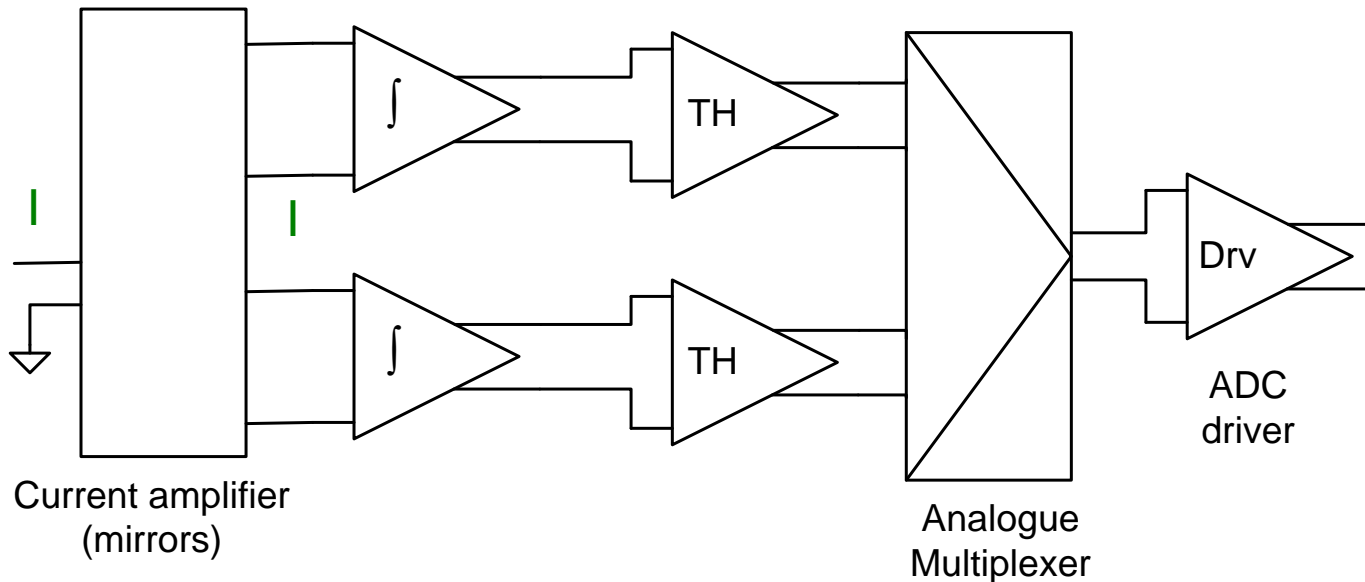 ∫
TH
I
I
Drv
∫
TH
ADC
driver
Current amplifier
(mirrors)
Analogue
Multiplexer